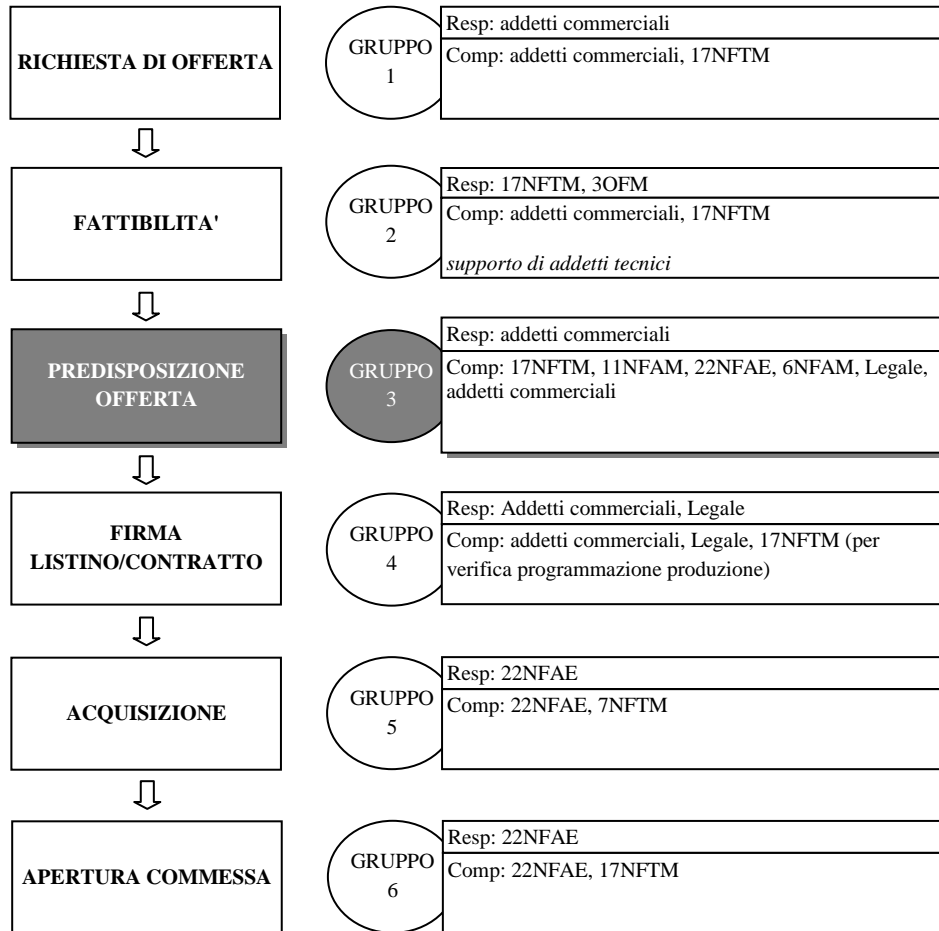 RICHIESTA DI OFFERTA
GRUPPO
1
Resp: addetti commerciali
Comp: addetti commerciali, 17NFTM
FATTIBILITA'
GRUPPO
2
Resp: 17NFTM, 3OFM
Comp: addetti commerciali, 17NFTM
supporto di addetti tecnici
PREDISPOSIZIONE
OFFERTA
GRUPPO
3
Resp: addetti commerciali
Comp: 17NFTM, 11NFAM, 22NFAE, 6NFAM, Legale,
addetti commerciali
FIRMA
LISTINO/CONTRATTO
GRUPPO
4
Resp: Addetti commerciali, Legale
Comp: addetti commerciali, Legale, 17NFTM (per
verifica programmazione produzione)
ACQUISIZIONE
GRUPPO
5
Resp: 22NFAE
Comp: 22NFAE, 7NFTM
APERTURA COMMESSA
GRUPPO
6
Resp: 22NFAE
Comp: 22NFAE, 17NFTM